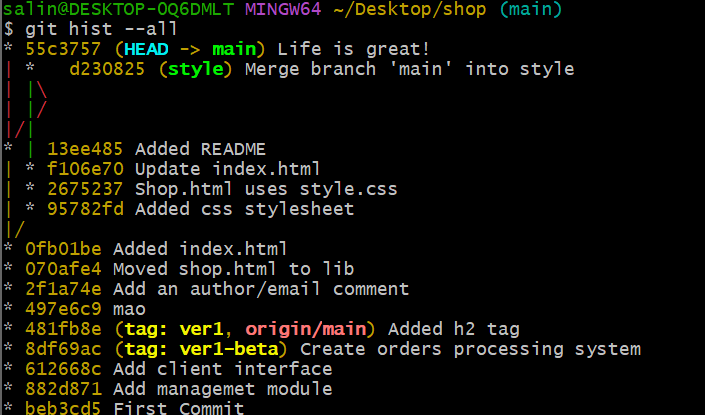 salin@DESKTOP-OQ6DMLT MINGW64 ~/Desktop/shop (main)
$ git hist --all
* 55c3757 (HEAD -> main) Life is great!
| *   d230825 (style) Merge branch 'main' into style
| |\
| |/
|/|
* | 13ee485 Added README
| * f106e70 Update index.html
| * 2675237 Shop.html uses style.css
| * 95782fd Added css stylesheet
|/
* 0fb01be Added index.html
* 070afe4 Moved shop.html to lib
* 2f1a74e Add an author/email comment
* 497e6c9 mao
* 481fb8e (tag: ver1, origin/main) Added h2 tag
* 8df69ac (tag: ver1-beta) Create orders processing system
* 612668c Add client interface
* 882d871 Add managemet module
* beb3cd5 First Commit